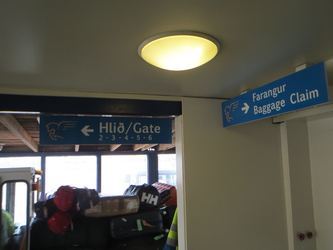 Hlið/Gate
2-3-4-5-6
Farangur
Baggage Claim
HH